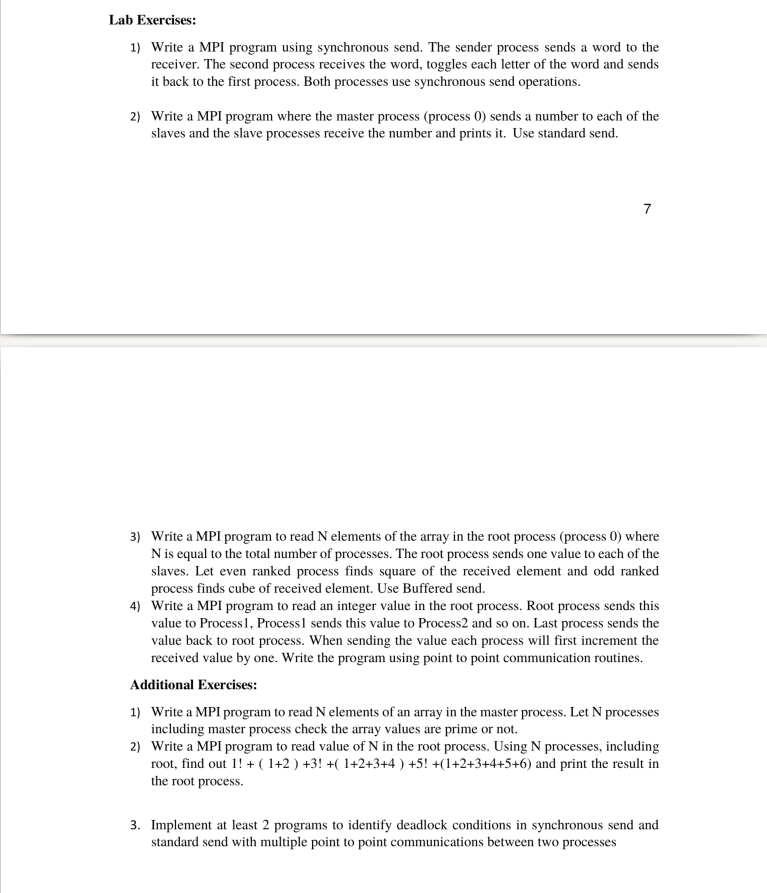 Lab Exercises:
1) Write a MPI program using synchronous send. The sender process sends a word to the
receiver. The second process receives the word, toggles each letter of the word and sends
it back to the first process. Both processes use synchronous send operations.
2) Write a MPI program where the master process (process 0) sends a number to each of the
slaves and the slave processes receive the number and prints it. Use standard send.
7
3) Write a MPI program to read N elements of the array in the root process (process 0) where
N is equal to the total number of processes. The root process sends one value to each of the
slaves. Let even ranked process finds square of the received element and odd ranked
process finds cube of received element. Use Buffered send.
4) Write a MPI program to read an integer value in the root process. Root process sends this
value to Process1, Process1 sends this value to Process2 and so on. Last process sends the
value back to root process. When sending the value each process will first increment the
received value by one. Write the program using point to point communication routines.
Additional Exercises:
1) Write a MPI program to read N elements of an array in the master process. Let N processes
including master process check the array values are prime or not.
2) Write a MPI program to read value of N in the root process. Using N processes, including
root, find out 1! + ( 1+2 ) +3! +( 1+2+3+4 ) +5! +(1+2+3+4+5+6) and print the result in
the root process.
3. Implement at least 2 programs to identify deadlock conditions in synchronous send and
standard send with multiple point to point communications between two processes